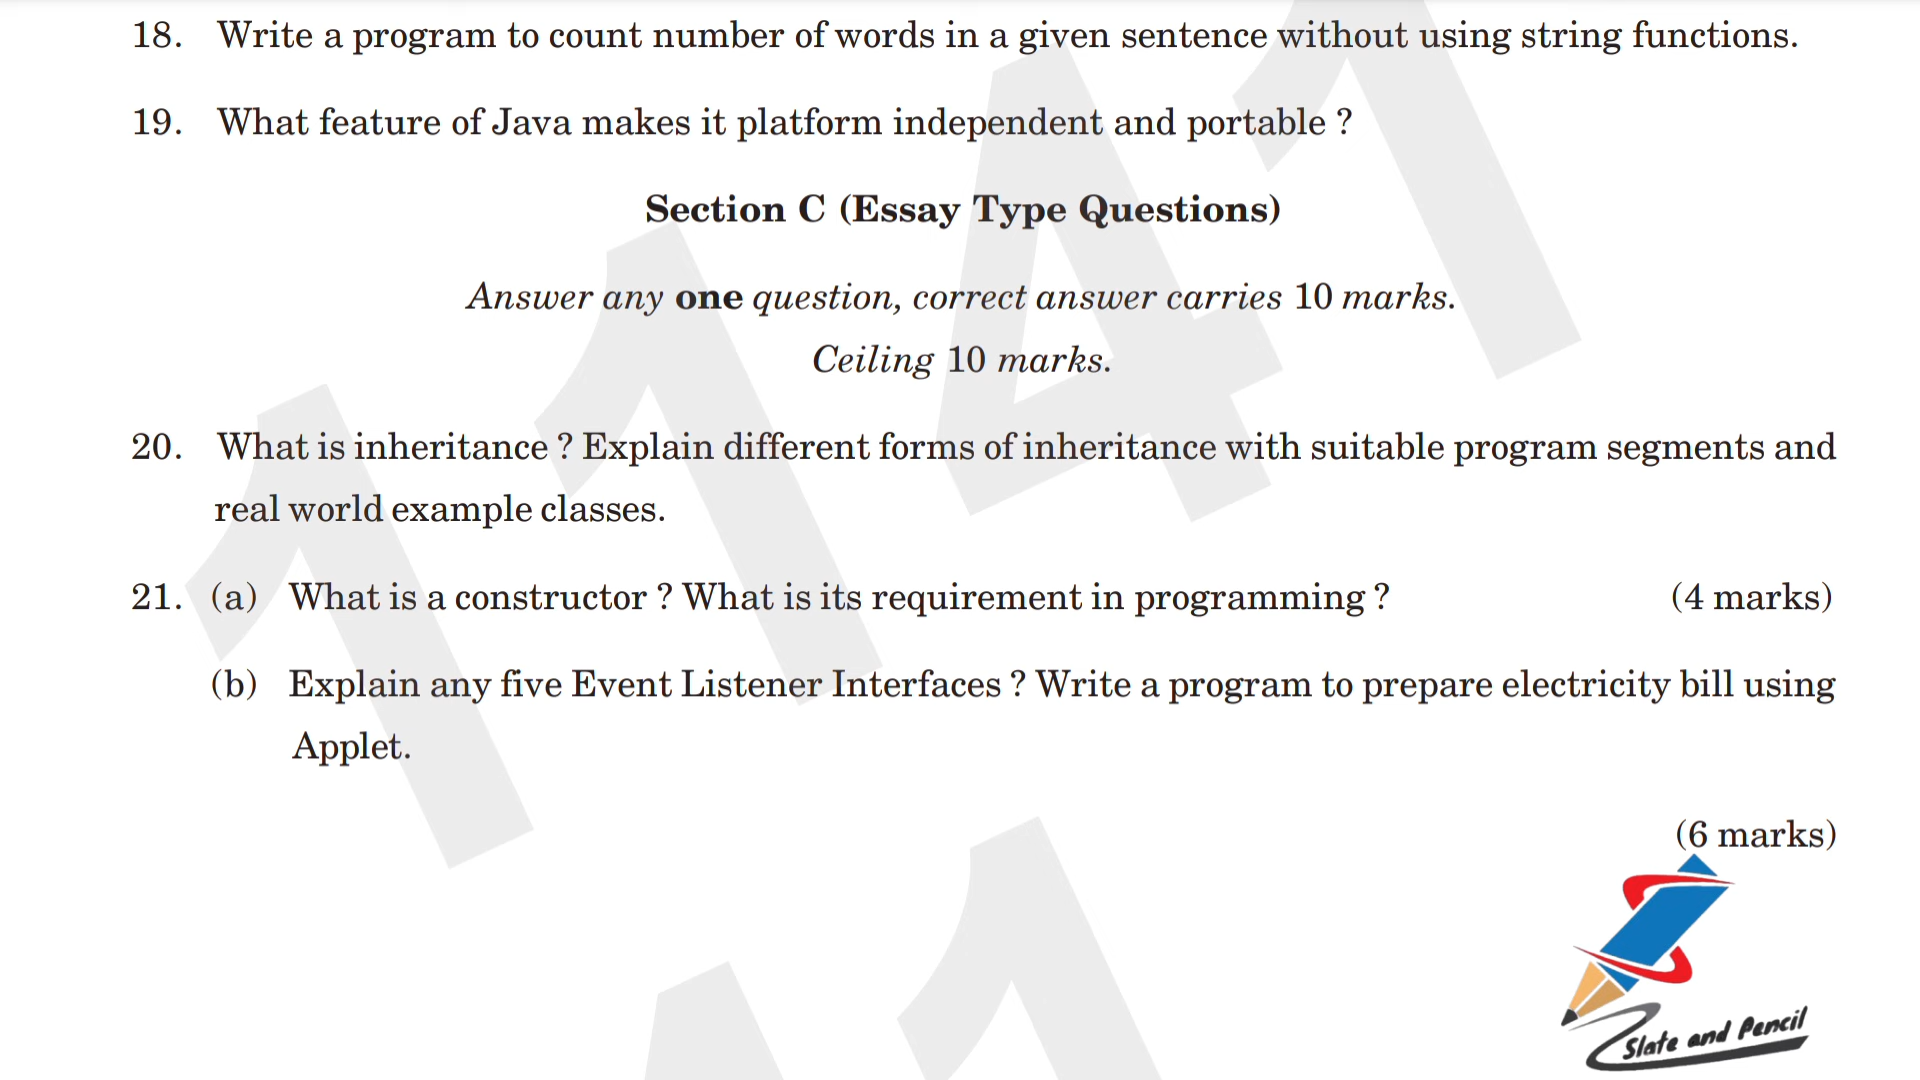 18. Write a program to count number of words in a given sentence without using string functions.
19. What feature of Java makes it platform independent and portable ?
Section C (Essay Type Questions)
Answer any one question, correct answer carries 10 marks.
Ceiling 10 marks.
20. What is inheritance ? Explain different forms of inheritance with suitable program segments and
real world example classes.
21. (a) What is a constructor ? What is its requirement in programming ? (4 marks)
(b) Explain any five Event Listener Interfaces ? Write a program to prepare electricity bill using
Applet.
(6 marks)
Slate and Pencil
1141
11